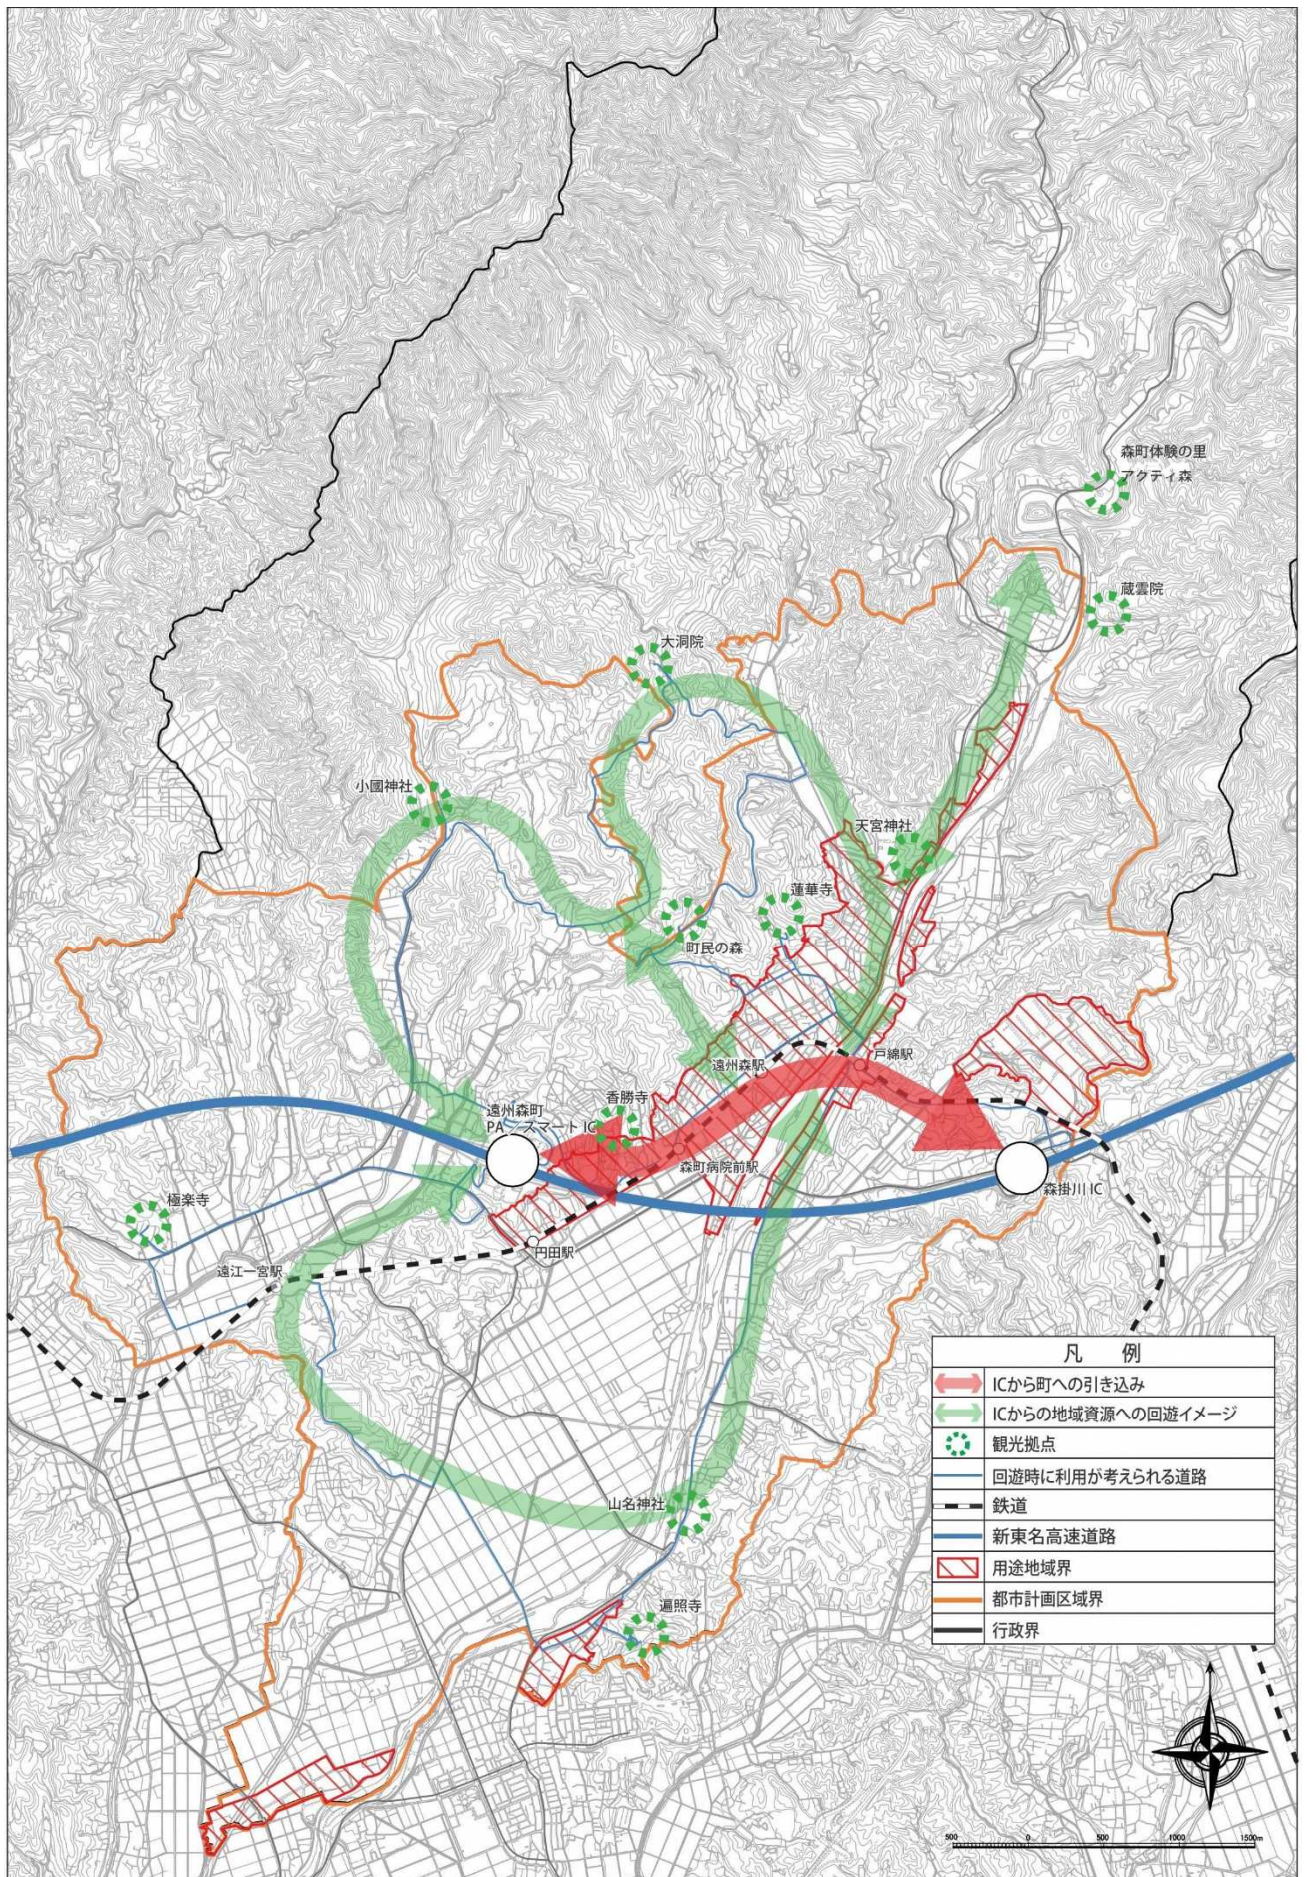 森町体験の里
アクティ森
蔵雲院
大洞院
小國神社
天宮神社
蓮華寺
町民の森
戸綿駅
遠州森駅
香勝寺
遠州森町
PA スマート IC
森町病院前駅
森掛川 IC
極楽寺
円田駅
遠江一宮駅
山名神社
遍照寺
凡 例
ICから町への引き込み
ICからの地域資源への回遊イメージ
観光拠点
回遊時に利用が考えられる道路
鉄道
新東名高速道路
用途地域界
都市計画区域界
行政界
500 0 500 1000 1500m